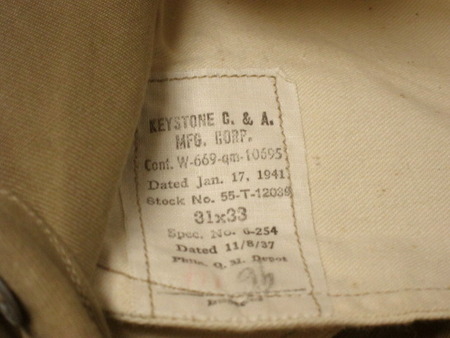 KEYSTONE C. & A.
MFG. CORP.
Cont. W-669-qm-10695
Dated Jan. 17, 1941
Stock No. 55-T-12039
31x33
Spec. No. 6-254
Dated 11/8/37
Phila. Q. M. Depot